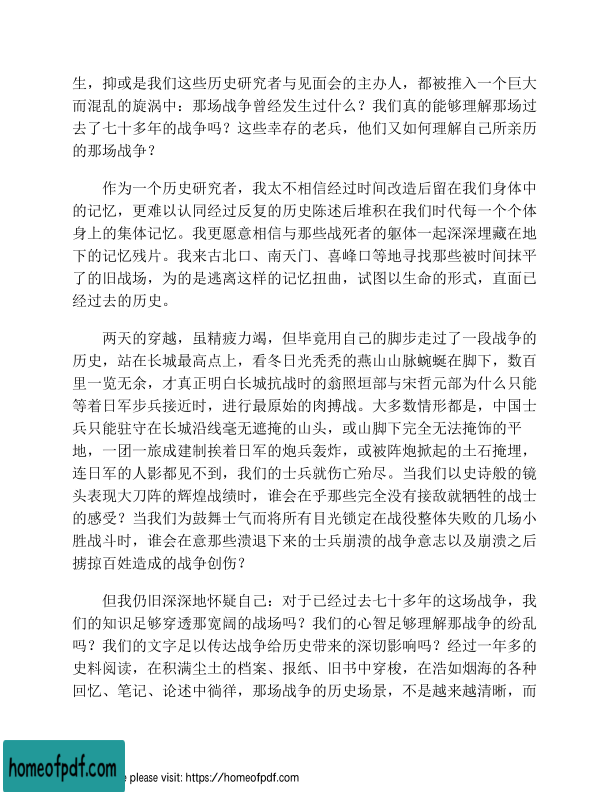 生，抑或是我们这些历史研究者与见面会的主办人，都被推入一个巨大
而混乱的旋涡中：那场战争曾经发生过什么？我们真的能够理解那场过
去了七十多年的战争吗？这些幸存的老兵，他们又如何理解自己所亲历
的那场战争？
作为一个历史研究者，我太不相信经过时间改造后留在我们身体中
的记忆，更难以认同经过反复的历史陈述后堆积在我们时代每一个个体
身上的集体记忆。我更愿意相信与那些战死者的躯体一起深深埋藏在地
下的记忆残片。我来古北口、南天门、喜峰口等地寻找那些被时间抹平
了的旧战场，为的是逃离这样的记忆扭曲，试图以生命的形式，直面已
经过去的历史。
两天的穿越，虽精疲力竭，但毕竟用自己的脚步走过了一段战争的
历史，站在长城最高点上，看冬日光秃秃的燕山山脉蜿蜒在脚下，数百
里一览无余，才真正明白长城抗战时的翁照垣部与宋哲元部为什么只能
等着日军步兵接近时，进行最原始的肉搏战。大多数情形都是，中国士
兵只能驻守在长城沿线毫无遮掩的山头，或山脚下完全无法掩饰的平
地，一团一旅成建制挨着日军的炮兵轰炸，或被阵炮掀起的土石掩埋，
连日军的人影都见不到，我们的士兵就伤亡殆尽。当我们以史诗般的镜
头表现大刀阵的辉煌战绩时，谁会在乎那些完全没有接敌就牺牲的战士
的感受？当我们为鼓舞士气而将所有目光锁定在战役整体失败的几场小
胜战斗时，谁会在意那些溃退下来的士兵崩溃的战争意志以及崩溃之后
掳掠百姓造成的战争创伤？
但我仍旧深深地怀疑自己：对于已经过去七十多年的这场战争，我
们的知识足够穿透那宽阔的战场吗？我们的心智足够理解那战争的纷乱
吗？我们的文字足以传达战争给历史带来的深切影响吗？经过一年多的
史料阅读，在积满尘土的档案、报纸、旧书中穿梭，在浩如烟海的各种
回忆、笔记、论述中徜徉，那场战争的历史场景，不是越来越清晰，而
homeofpdf.com
e please visit: https://homeofpdf.com